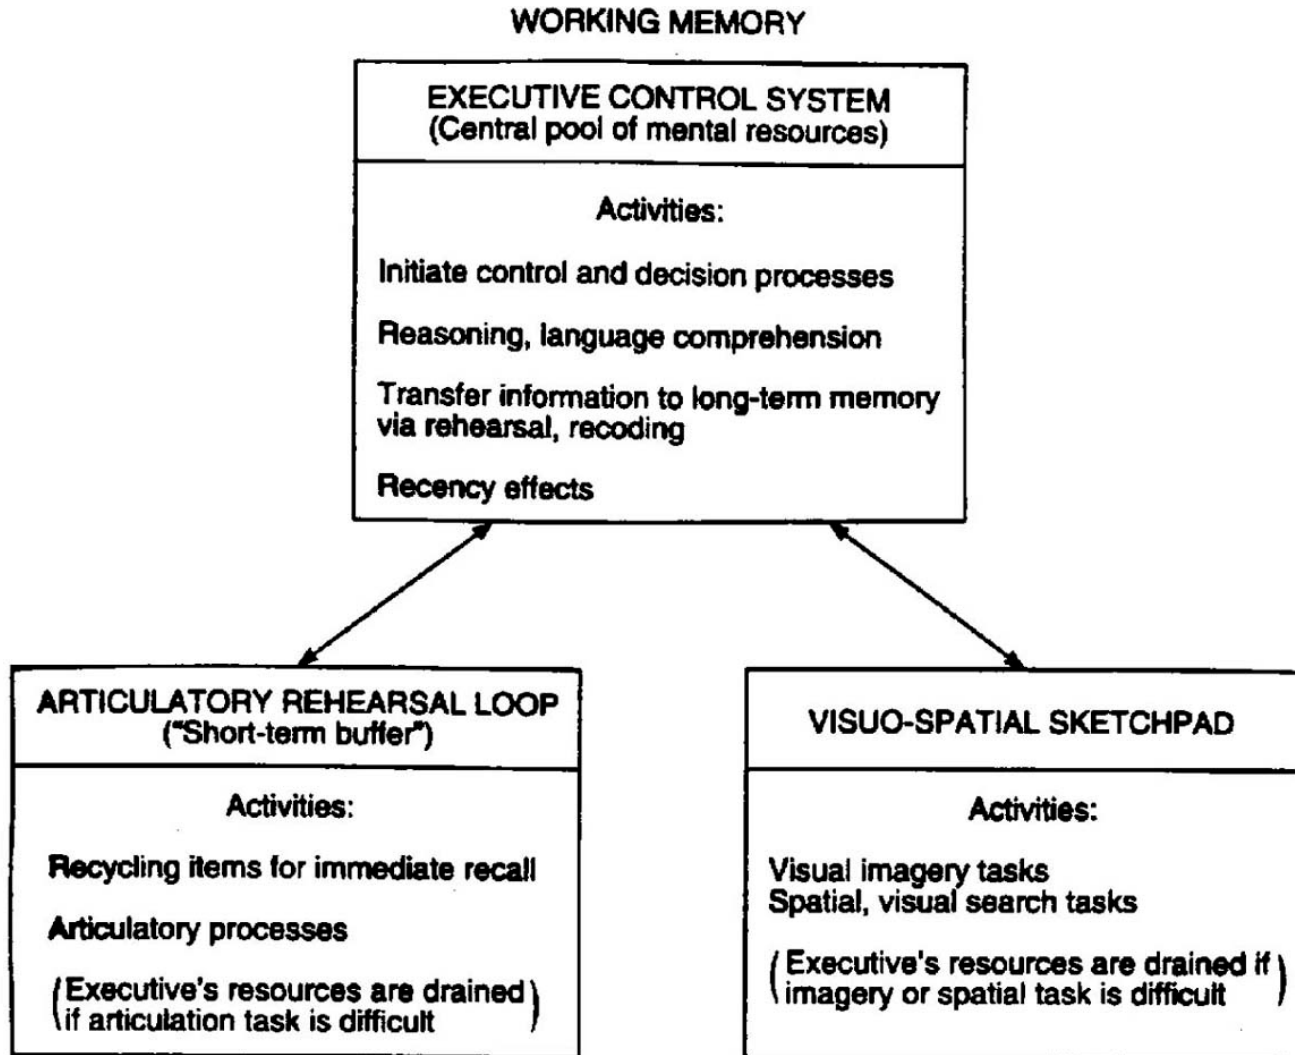 WORKING MEMORY
EXECUTIVE CONTROL SYSTEM
(Central pool of mental resources)
Activities:
Initiate control and decision processes
Reasoning, language comprehension
Transfer information to long-term memory
via rehearsal, recoding
Recency effects
ARTICULATORY REHEARSAL LOOP
("Short-term buffer")
Activities:
Recycling items for immediate recall
Articulatory processes
(Executive's resources are drained
if articulation task is difficult)
VISUO-SPATIAL SKETCHPAD
Activities:
Visual imagery tasks
Spatial, visual search tasks
(Executive's resources are drained if
imagery or spatial task is difficult)